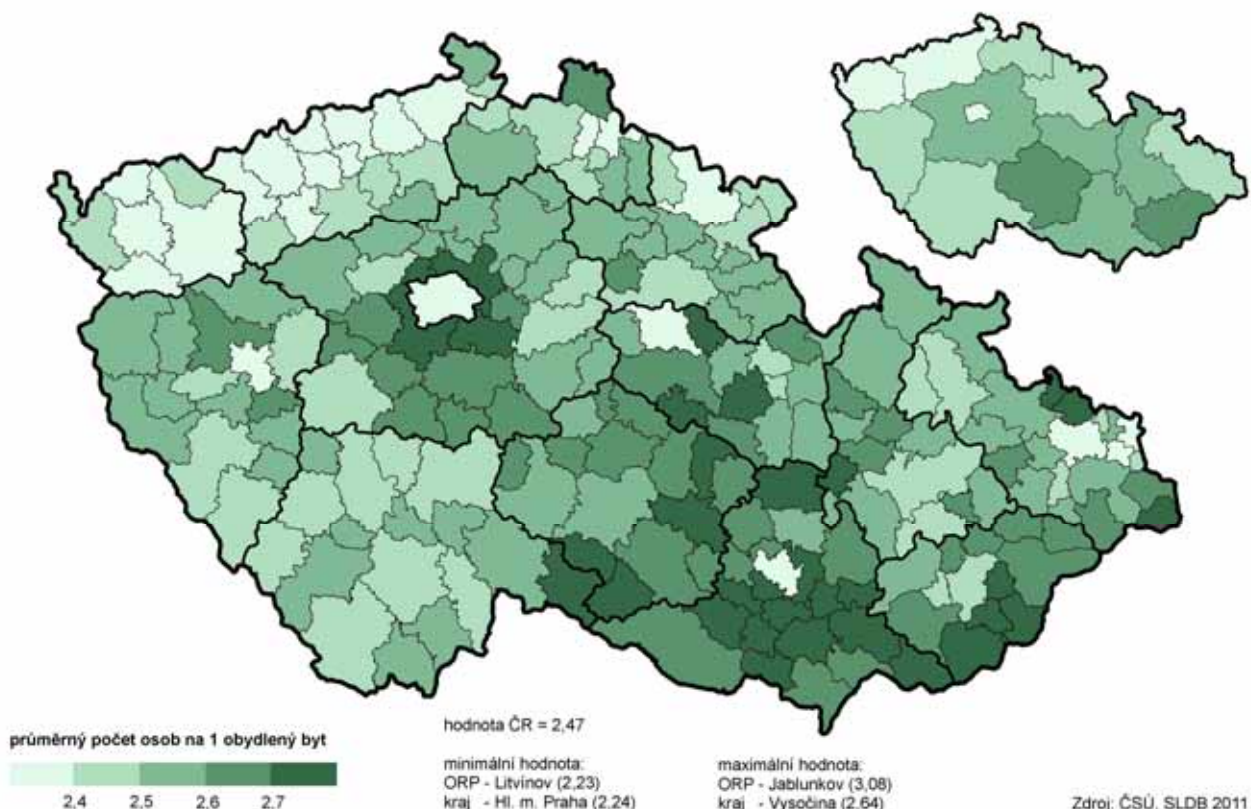 hodnota ČR = 2,47
průměrný počet osob na 1 obydlený byt
2,4 2,5 2,6 2,7
minimální hodnota:
ORP - Litvínov (2,23)
kraj - Hl. m. Praha (2,24)
maximální hodnota:
ORP - Jablunkov (3,08)
kraj - Vysočina (2,64)
Zdroj: ČSÚ, SLDB 2011